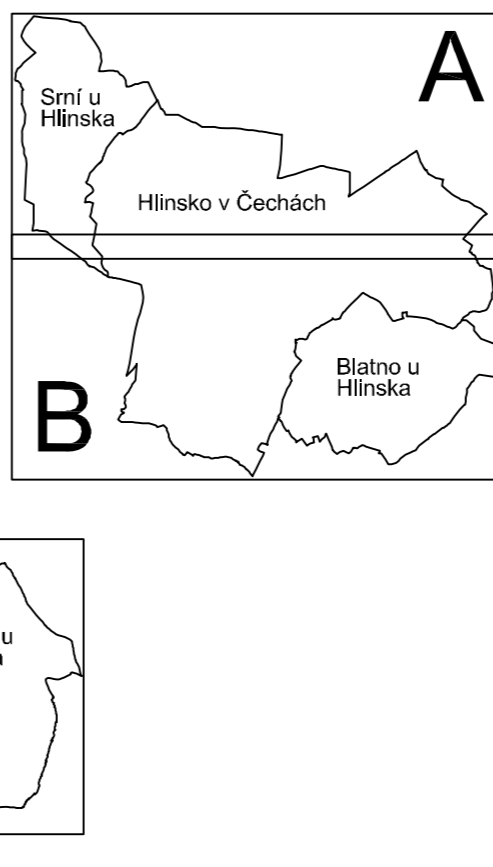 A
Srní u
Hlinska
Hlinsko v Čechách
Blatno u
Hlinska
B
u
a